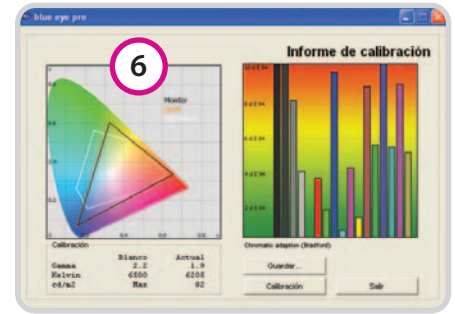 blue eye pro
Informe de calibración
6
Monitor
Calibración
Blanco Actual
Gamma 2.2 1.9
Kelvin 6500 6208
cd/m2 Max 82
Chromatic adaption (Bradford)
Guardar...
Calibración
Salir